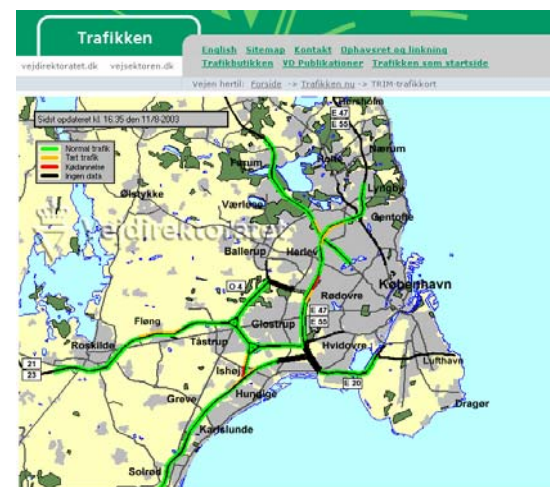 Trafikken
English Sitemap Kontakt Ophavsret og linkning
vejdirektoratet.dk vejsektoren.dk Trafikbutikken VD Publikationer Trafikken som startside
Vejen hertil: Forside -> Trafikken.nu -> TRIM-trafikkort
Sidst opdateret kl. 16.35 den 11/8-2003
Hørsholm
E 47
E 55
Normal trafik
Tæt trafik
Kødannelse
Ingen data
Nærum
Farum
Holte
Lyngby
Ølstykke
Værløse
Gentofte
Vejdirektoratet
Ballerup
Herlev
O 4
Rødovre
København
E 47
E 55
Fløng
Glostrup
Roskilde
Tåstrup
Hvidovre
Lufthavn
21
23
Ishøj
E 20
Greve
Hundige
Dragør
Karlslunde
Solrød